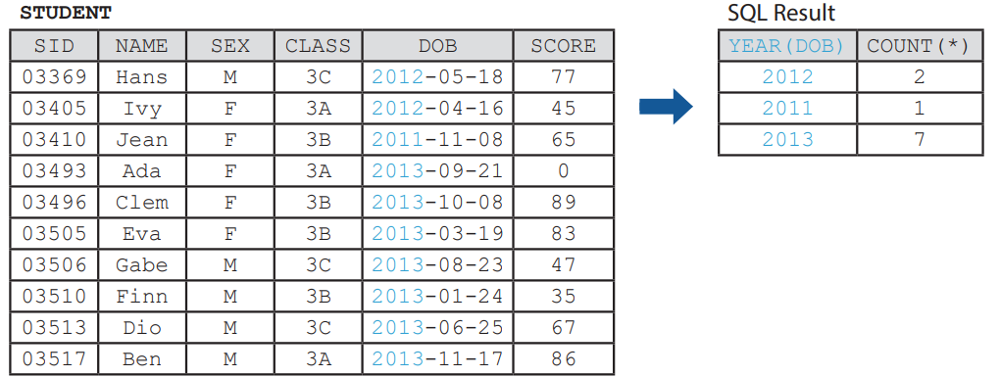 STUDENT
SID NAME SEX CLASS DOB SCORE
03369 Hans M 3C 2012-05-18 77
03405 Ivy F 3A 2012-04-16 45
03410 Jean F 3B 2011-11-08 65
03493 Ada F 3A 2013-09-21 0
03496 Clem F 3B 2013-10-08 89
03505 Eva F 3B 2013-03-19 83
03506 Gabe M 3C 2013-08-23 47
03510 Finn M 3B 2013-01-24 35
03513 Dio M 3C 2013-06-25 67
03517 Ben M 3A 2013-11-17 86
SQL Result
YEAR(DOB) COUNT(*)
2012 2
2011 1
2013 7